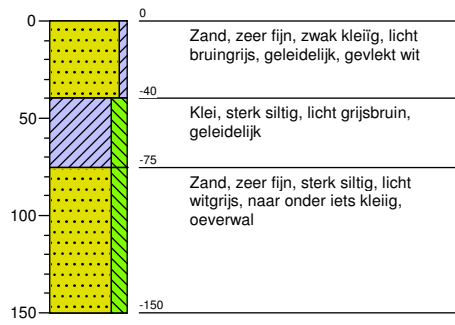 0
0
Zand, zeer fijn, zwak kleiïg, licht
bruingrijs, geleidelijk, gevlekt wit
-40
50
Klei, sterk siltig, licht grijsbruin,
geleidelijk
-75
Zand, zeer fijn, sterk siltig, licht
witgrijs, naar onder iets kleiig,
oeverwal
100
150
-150